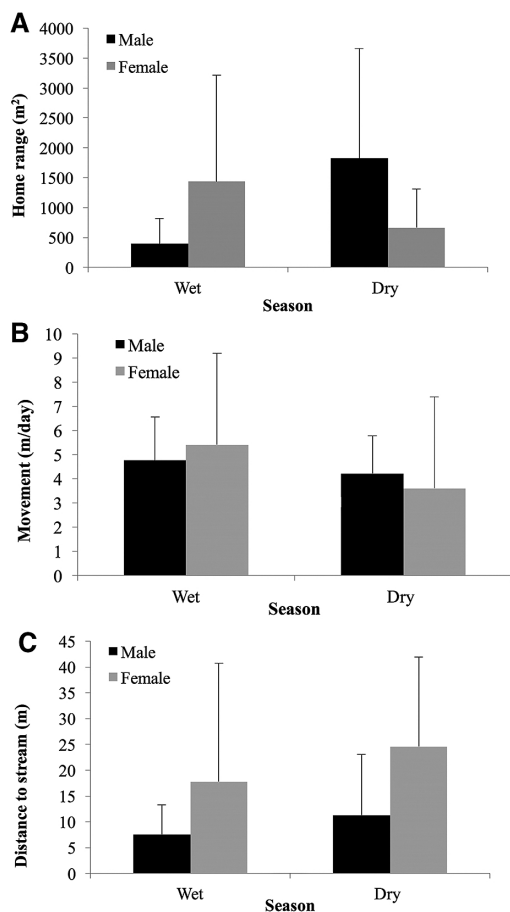 A
Male
Female
4000
3500
3000
2500
2000
1500
1000
500
0
Home range (m²)
Wet
Dry
Season
B
Male
Female
10
9
8
7
6
5
4
3
2
1
0
Movement (m/day)
Wet
Dry
Season
C
Male
Female
45
40
35
30
25
20
15
10
5
0
Distance to stream (m)
Wet
Dry
Season